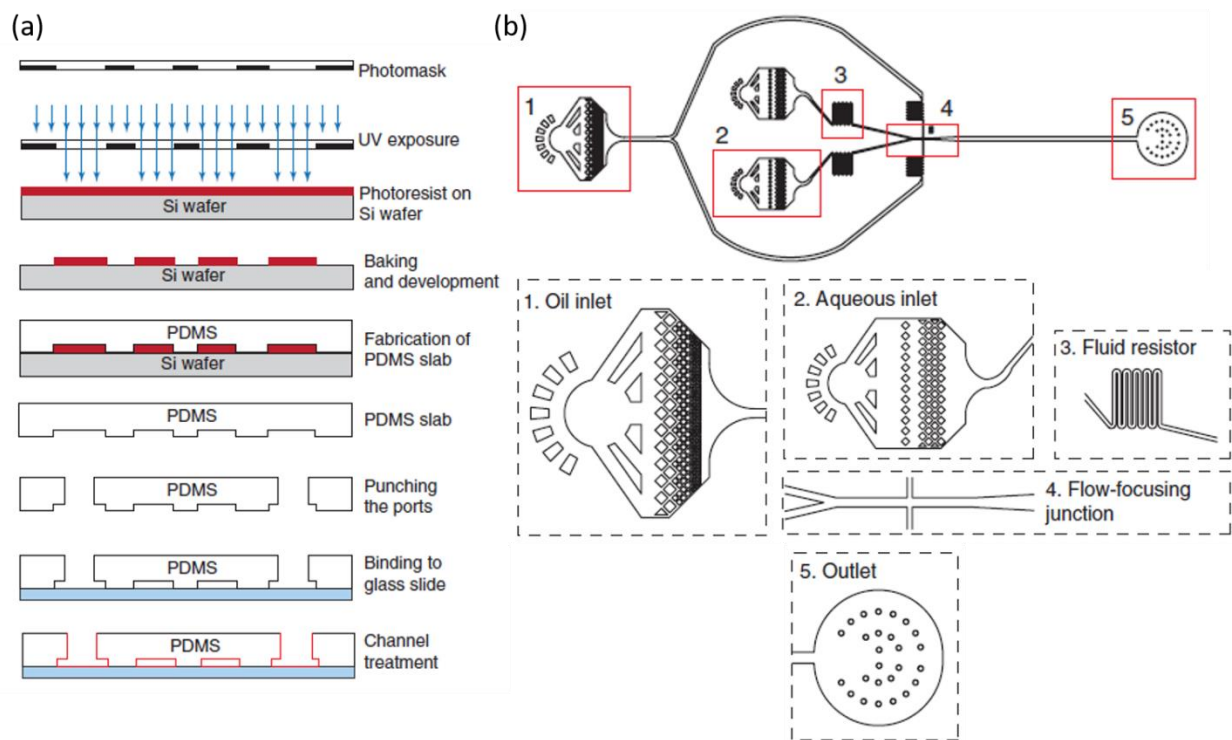 (a)
Photomask
UV exposure
Photoresist on
Si wafer
Si wafer
Baking
and development
Si wafer
PDMS
Fabrication of
PDMS slab
Si wafer
PDMS
PDMS slab
PDMS
Punching
the ports
PDMS
Binding to
glass slide
PDMS
Channel
treatment
(b)
1
2
3
4
5
1. Oil inlet
2. Aqueous inlet
3. Fluid resistor
4. Flow-focusing
junction
5. Outlet